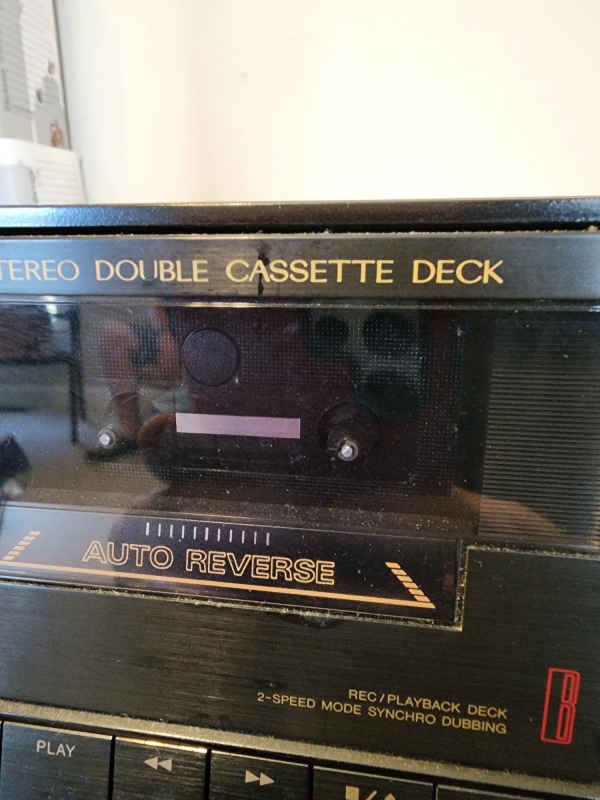 TEREO DOUBLE CASSETTE DECK
AUTO REVERSE
REC/PLAYBACK DECK
2-SPEED MODE SYNCHRO DUBBING
B
PLAY